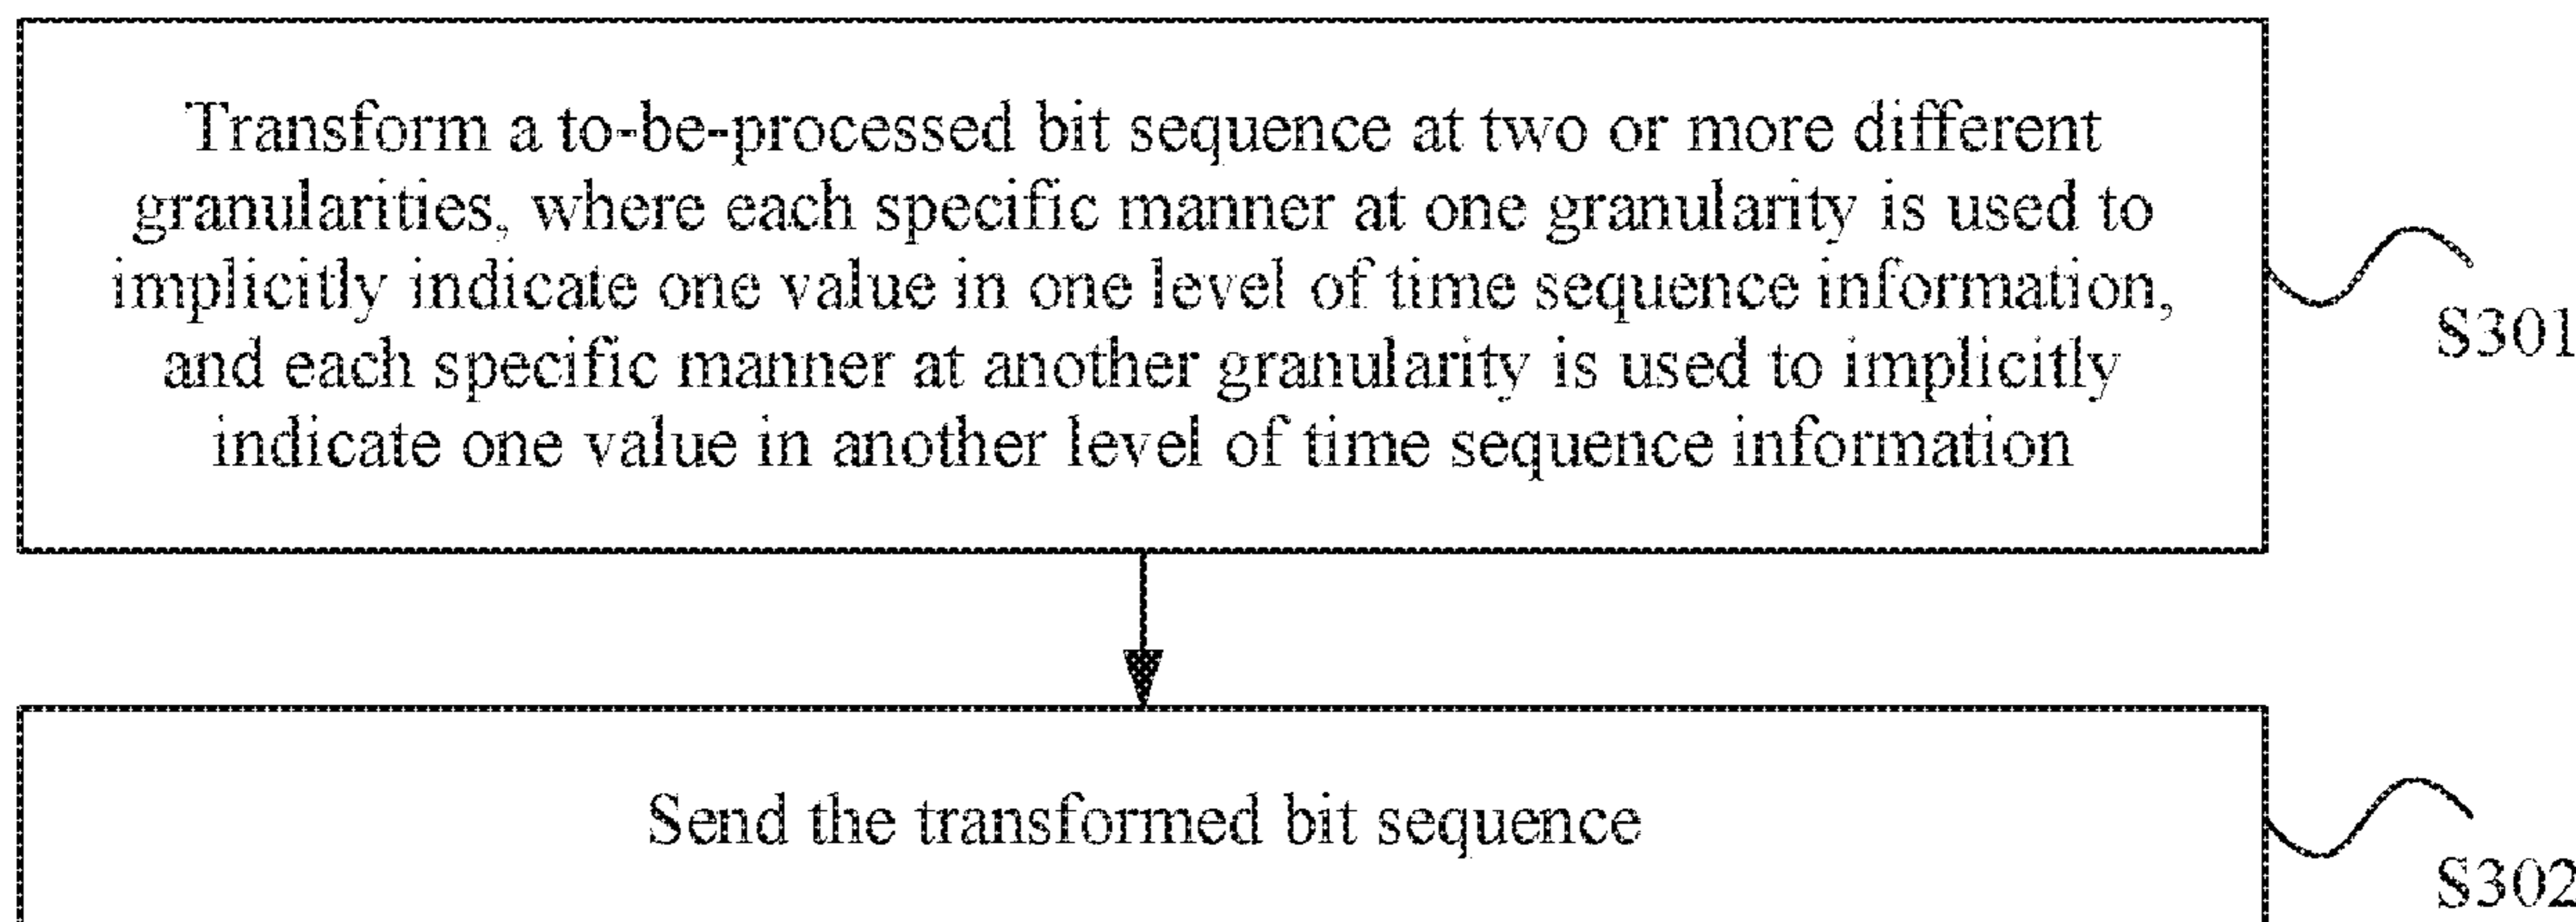 Transform a to-be-processed bit sequence at two or more different
granularities, where each specific manner at one granularity is used to
implicitly indicate one value in one level of time sequence information,
and each specific manner at another granularity is used to implicitly
indicate one value in another level of time sequence information
S301
Send the transformed bit sequence
S302